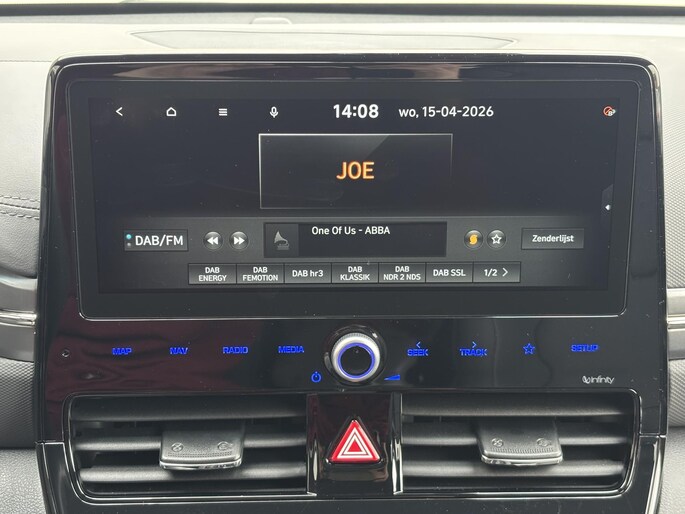 14:08 wo, 15-04-2026
JOE
DAB/FM
One Of Us - ABBA
Zenderlijst
DAB ENERGY
DAB FEMOTION
DAB hr3
DAB KLASSIK
DAB NDR 2 NDS
DAB SSL
1/2
MAP NAV RADIO MEDIA SEEK TRACK SETUP
infinity